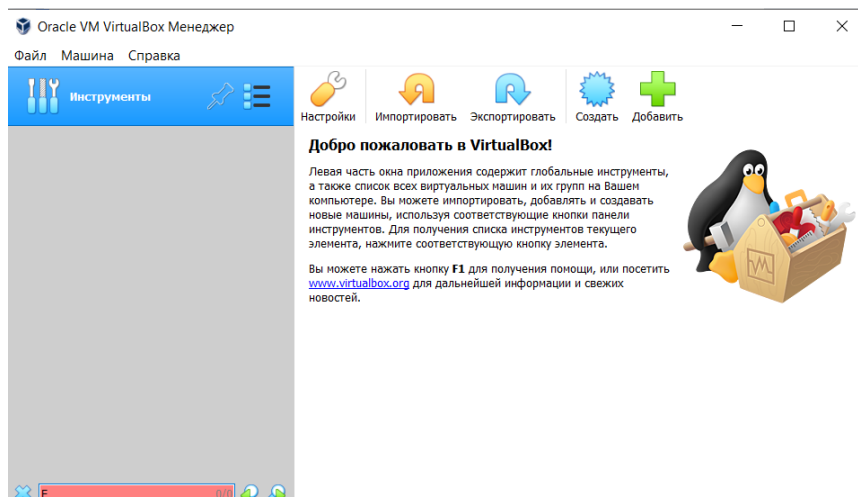 Oracle VM VirtualBox Менеджер
Файл Машина Справка
Инструменты
Настройки Импортировать Экспортировать Создать Добавить
Добро пожаловать в VirtualBox!
Левая часть окна приложения содержит глобальные инструменты,
а также список всех виртуальных машин и их групп на Вашем
компьютере. Вы можете импортировать, добавлять и создавать
новые машины, используя соответствующие кнопки панели
инструментов. Для получения списка инструментов текущего
элемента, нажмите соответствующую кнопку элемента.
Вы можете нажать кнопку F1 для получения помощи, или посетить
www.virtualbox.org для дальнейшей информации и свежих
новостей.
F 0/0